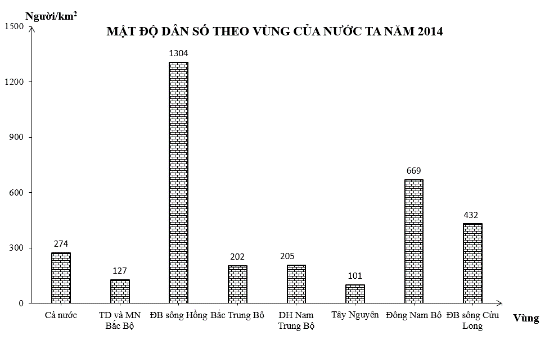 Người/km²
MẬT ĐỘ DÂN SỐ THEO VÙNG CỦA NƯỚC TA NĂM 2014
1500
1200
900
600
300
0
274
127
1304
202
205
101
669
432
Cả nước
TD và MN
Bắc Bộ
ĐB sông Hồng
Bắc Trung Bộ
DH Nam
Trung Bộ
Tây Nguyên
Đông Nam Bộ
ĐB sông Cửu
Long
Vùng